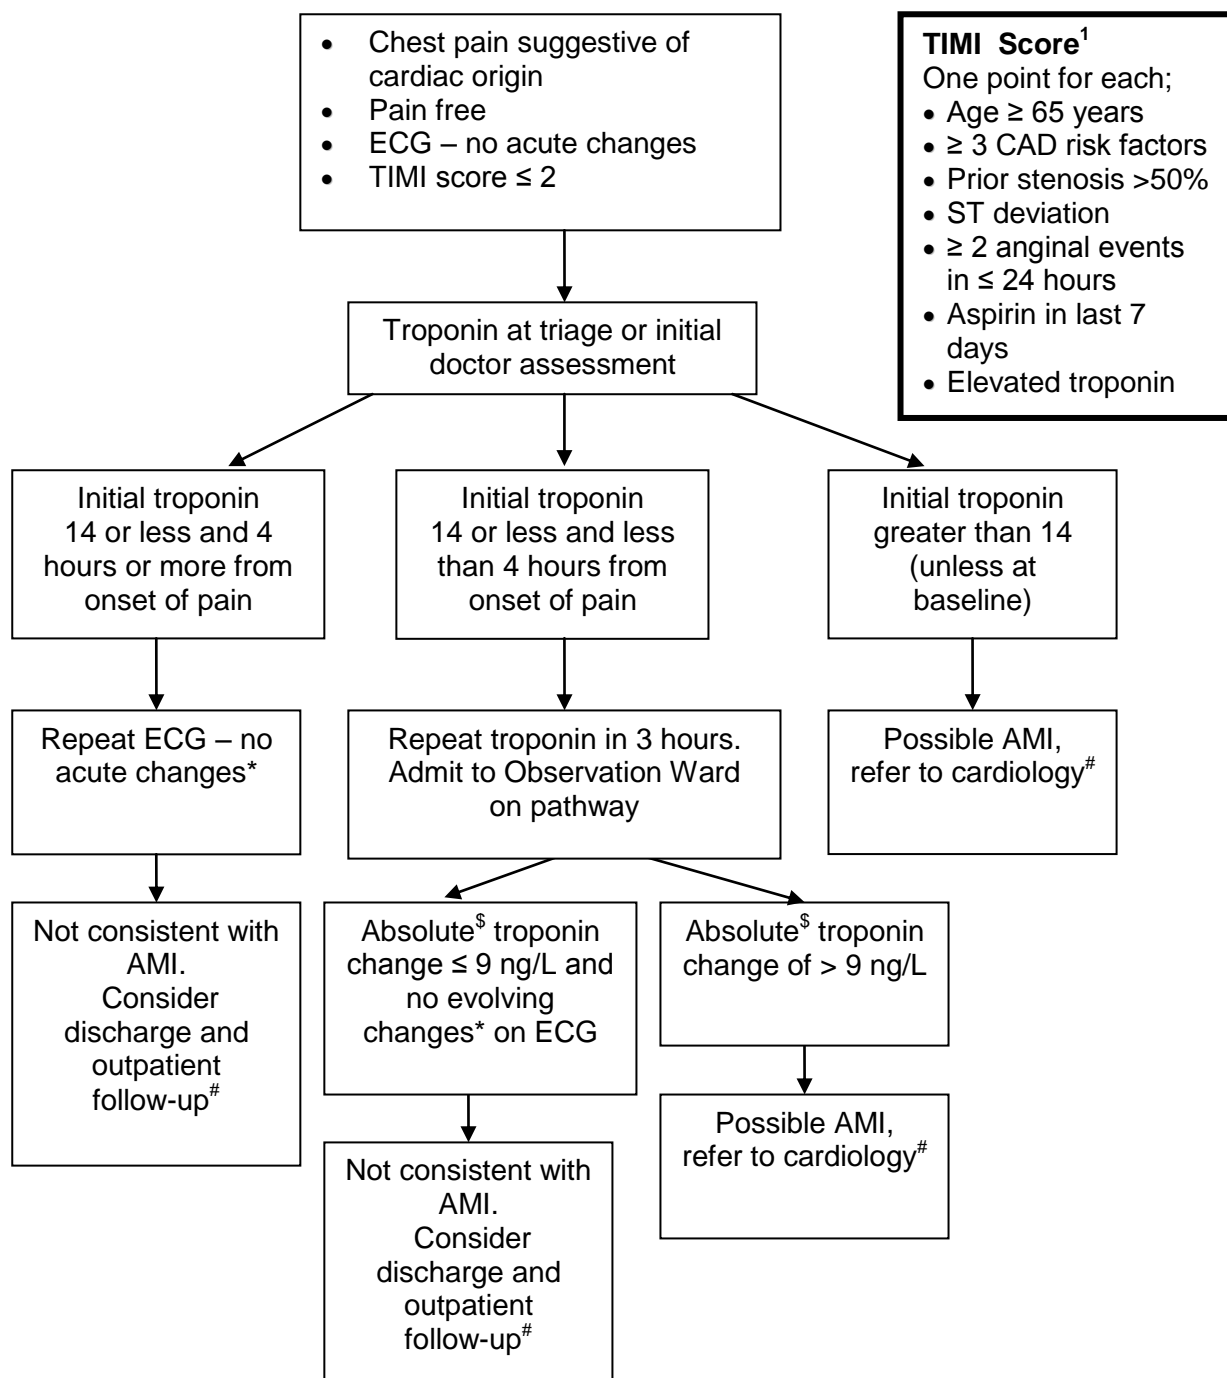 • Chest pain suggestive of
cardiac origin
• Pain free
• ECG – no acute changes
• TIMI score ≤ 2
TIMI  Score¹
One point for each;
• Age ≥ 65 years
• ≥ 3 CAD risk factors
• Prior stenosis >50%
• ST deviation
• ≥ 2 anginal events
in ≤ 24 hours
• Aspirin in last 7
days
• Elevated troponin
Troponin at triage or initial
doctor assessment
Initial troponin
14 or less and 4
hours or more from
onset of pain
Initial troponin
14 or less and less
than 4 hours from
onset of pain
Initial troponin
greater than 14
(unless at
baseline)
Repeat ECG – no
acute changes*
Repeat troponin in 3 hours.
Admit to Observation Ward
on pathway
Possible AMI,
refer to cardiology#
Not consistent with
AMI.
Consider
discharge and
outpatient
follow-up#
Absolute$ troponin
change ≤ 9 ng/L and
no evolving
changes* on ECG
Absolute$ troponin
change of > 9 ng/L
Not consistent with
AMI.
Consider
discharge and
outpatient
follow-up#
Possible AMI,
refer to cardiology#